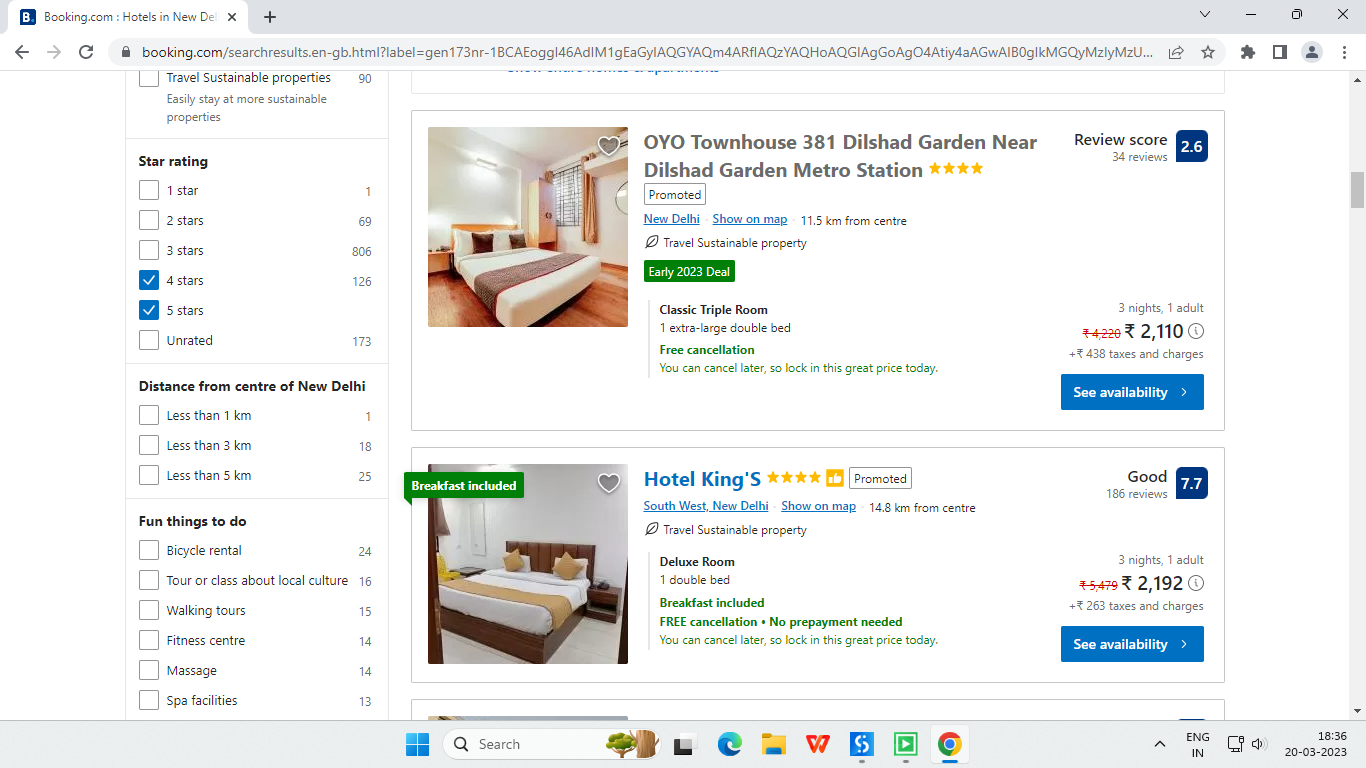 Booking.com : Hotels in New Del
booking.com/searchresults.en-gb.html?label=gen173nr-1BCAEoggI46AdIM1gEaGyIAQGYAQm4ARfIAQzYAQHoAQGIAgGoAgO4Atiy4aAGwAIB0gIkMGQyMzIyMzU...
Travel Sustainable properties 90
Easily stay at more sustainable
properties
Star rating
1 star 1
2 stars 69
3 stars 806
4 stars 126
5 stars
Unrated 173
Distance from centre of New Delhi
Less than 1 km 1
Less than 3 km 18
Less than 5 km 25
Fun things to do
Bicycle rental 24
Tour or class about local culture 16
Walking tours 15
Fitness centre 14
Massage 14
Spa facilities 13
OYO Townhouse 381 Dilshad Garden Near
Dilshad Garden Metro Station
Promoted
New Delhi Show on map 11.5 km from centre
Travel Sustainable property
Early 2023 Deal
Review score
34 reviews
2.6
Classic Triple Room
1 extra-large double bed
Free cancellation
You can cancel later, so lock in this great price today.
3 nights, 1 adult
₹ 4,220 ₹ 2,110
+₹ 438 taxes and charges
See availability
Breakfast included
Hotel King'S Promoted
South West, New Delhi Show on map 14.8 km from centre
Travel Sustainable property
Good
186 reviews
7.7
Deluxe Room
1 double bed
Breakfast included
FREE cancellation • No prepayment needed
You can cancel later, so lock in this great price today.
3 nights, 1 adult
₹ 5,479 ₹ 2,192
+₹ 263 taxes and charges
See availability
Search
ENG
IN
18:36
20-03-2023